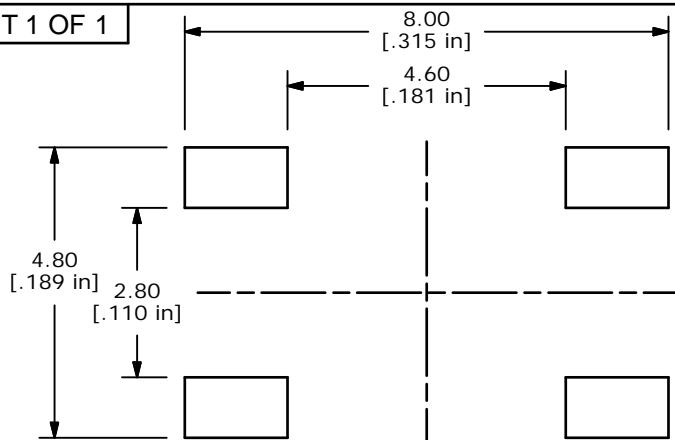 T 1 OF 1
8.00
[.315 in]
4.60
[.181 in]
4.80
[.189 in]
2.80
[.110 in]